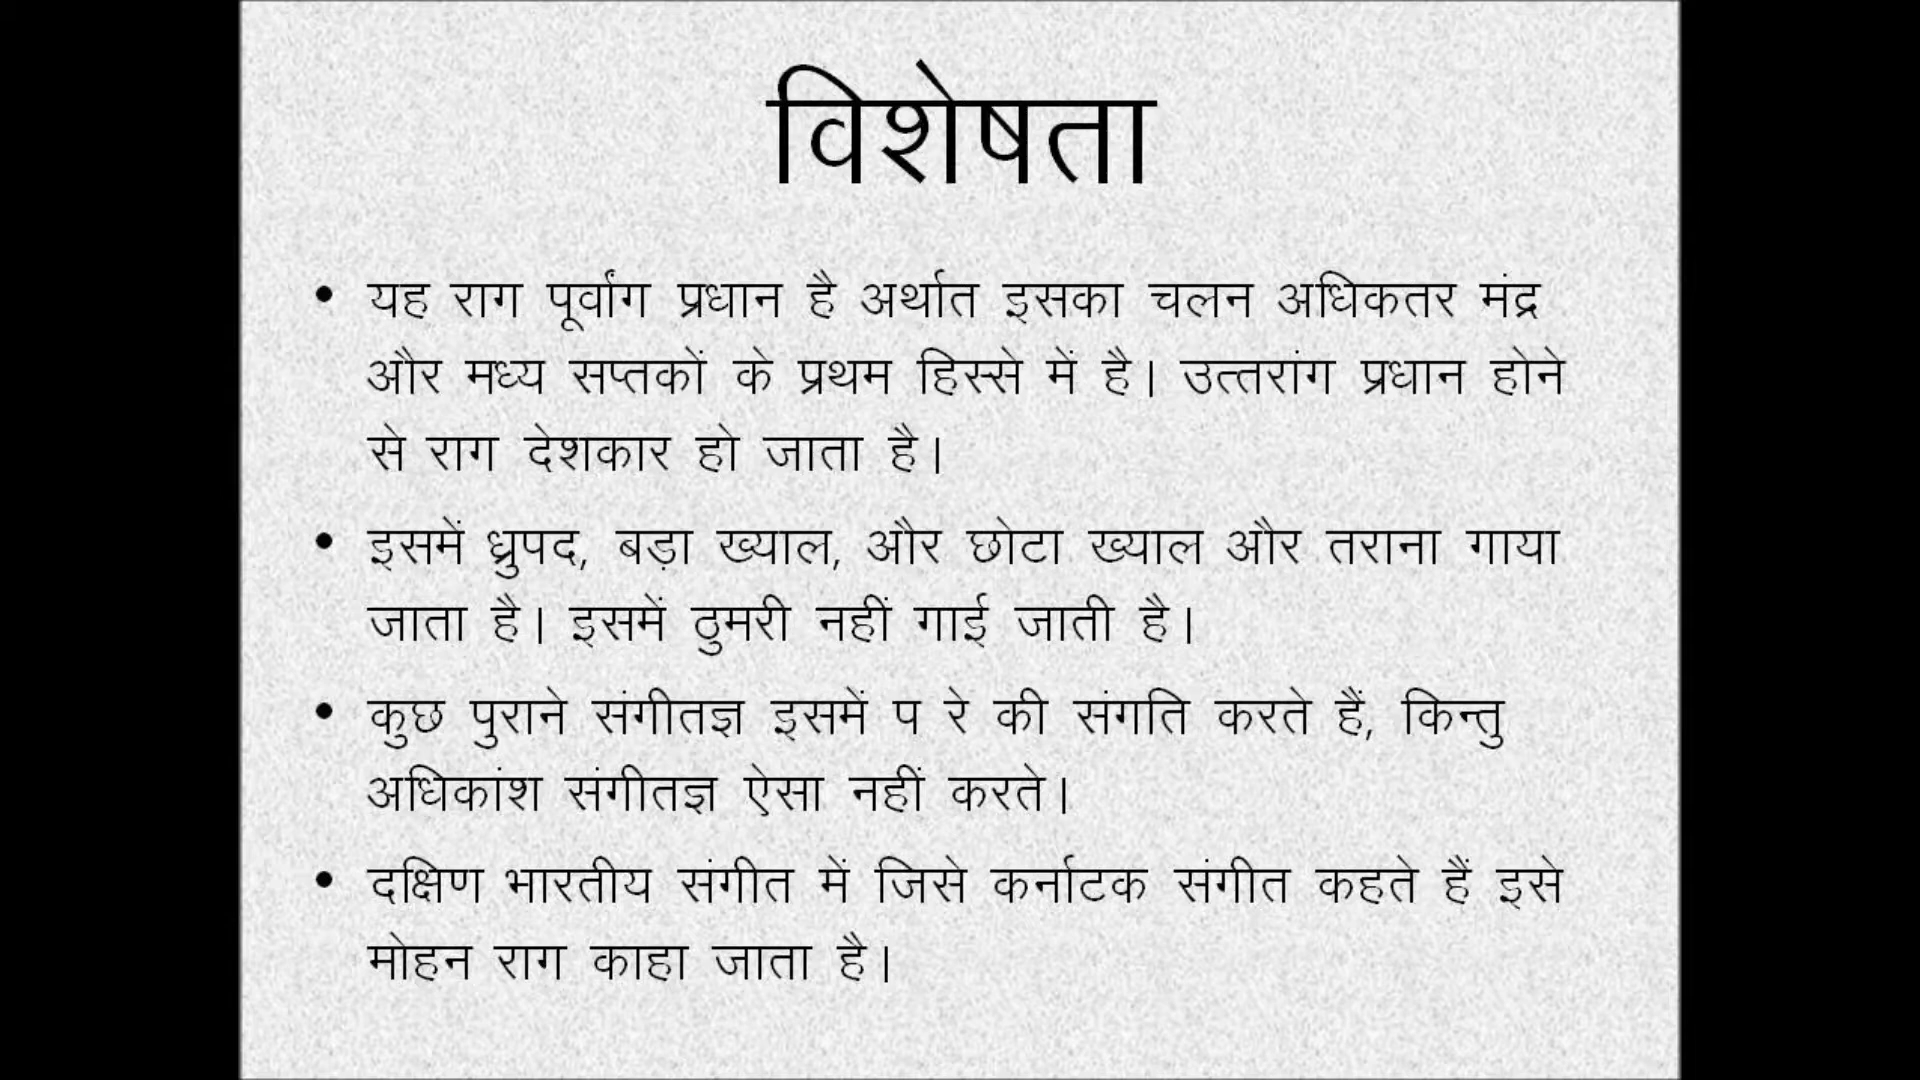 विशेषता
• यह राग पूर्वांग प्रधान है अर्थात इसका चलन अधिकतर मंद्र
और मध्य सप्तकों के प्रथम हिस्से में है। उत्तरांग प्रधान होने
से राग देशकार हो जाता है।
• इसमें ध्रुपद, बड़ा ख्याल, और छोटा ख्याल और तराना गाया
जाता है। इसमें ठुमरी नहीं गाई जाती है।
• कुछ पुराने संगीतज्ञ इसमें प रे की संगति करते हैं, किन्तु
अधिकांश संगीतज्ञ ऐसा नहीं करते।
• दक्षिण भारतीय संगीत में जिसे कर्नाटक संगीत कहते हैं इसे
मोहन राग काहा जाता है।